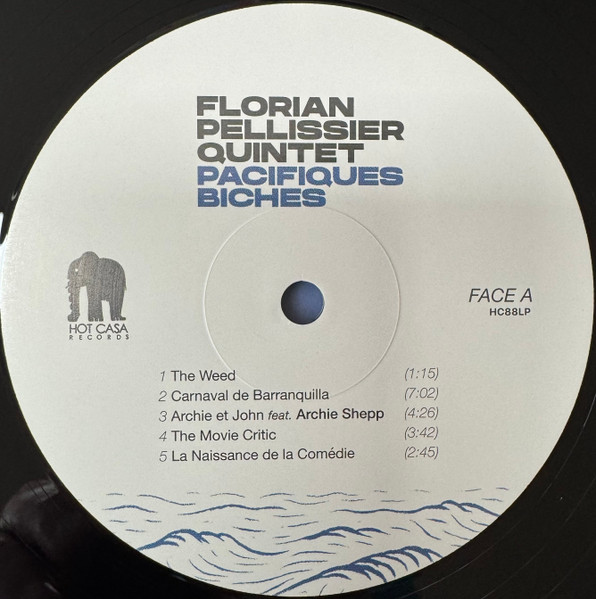 FLORIAN
PELLISSIER
QUINTET
PACIFIQUES
BICHES
HOT CASA
RECORDS
FACE A
HC88LP
1 The Weed (1:15)
2 Carnaval de Barranquilla (7:02)
3 Archie et John feat. Archie Shepp (4:26)
4 The Movie Critic (3:42)
5 La Naissance de la Comédie (2:45)